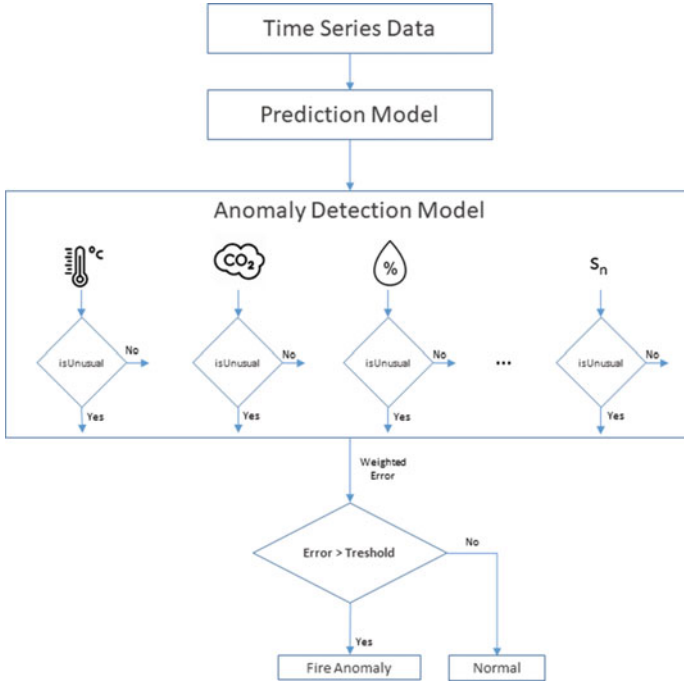 Time Series Data
Prediction Model
Anomaly Detection Model
°C
CO2
%
Sn
isUnusual
No
isUnusual
No
isUnusual
No
...
isUnusual
No
Yes
Yes
Yes
Yes
Weighted
Error
Error > Treshold
No
Yes
Fire Anomaly
Normal